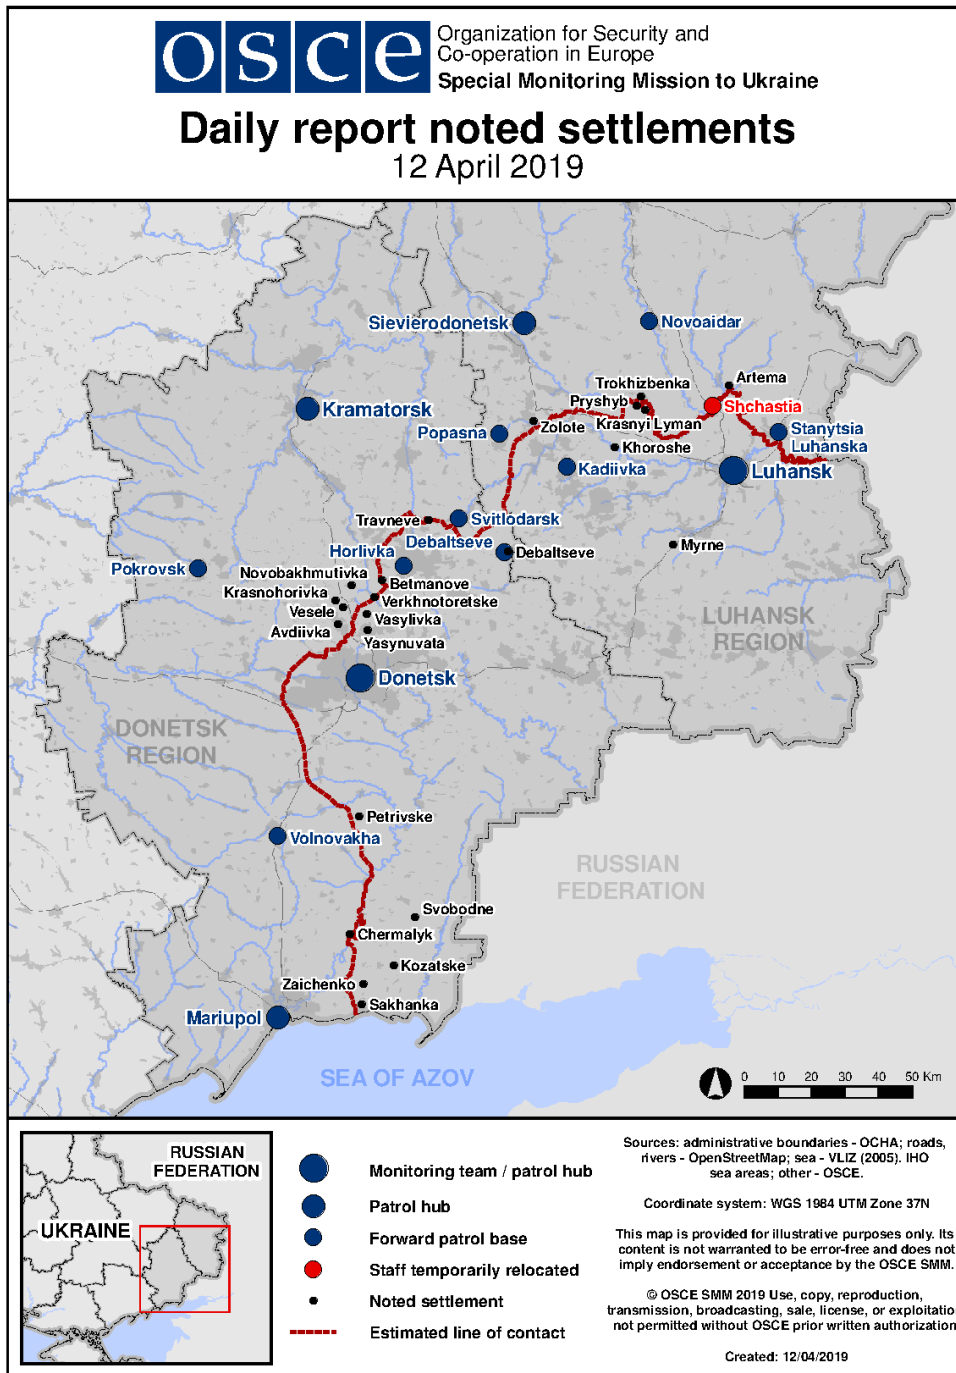 osce
Organization for Security and
Co-operation in Europe
Special Monitoring Mission to Ukraine
Daily report noted settlements
12 April 2019
Sievierodonetsk
Novoaidar
Artema
Trokhizbenka
Kramatorsk
Pryshyb
Shchastia
Zolote
Krasnyi Lyman
Popasna
Stanytsia
Luhanska
Khoroshe
Kadiivka
Luhansk
Travneve
Svitlodarsk
Debaltseve
Horlivka
Debaltseve
Myrne
Pokrovsk
Novobakhmutivka
Betmanove
Krasnohorivka
Verkhnotoretske
Vesele
Vasylivka
Avdiivka
Yasynuvata
LUHANSK
REGION
Donetsk
DONETSK
REGION
Petrivske
Volnovakha
RUSSIAN
FEDERATION
Svobodne
Chermalyk
Kozatske
Zaichenko
Sakhanka
Mariupol
SEA OF AZOV
0 10 20 30 40 50 Km
RUSSIAN
FEDERATION
UKRAINE
Monitoring team / patrol hub
Patrol hub
Forward patrol base
Staff temporarily relocated
Noted settlement
Estimated line of contact
Sources: administrative boundaries - OCHA; roads,
rivers - OpenStreetMap; sea - VLIZ (2005). IHO
sea areas; other - OSCE.
Coordinate system: WGS 1984 UTM Zone 37N
This map is provided for illustrative purposes only. Its
content is not warranted to be error-free and does not
imply endorsement or acceptance by the OSCE SMM.
© OSCE SMM 2019 Use, copy, reproduction,
transmission, broadcasting, sale, license, or exploitatio
not permitted without OSCE prior written authorization
Created: 12/04/2019